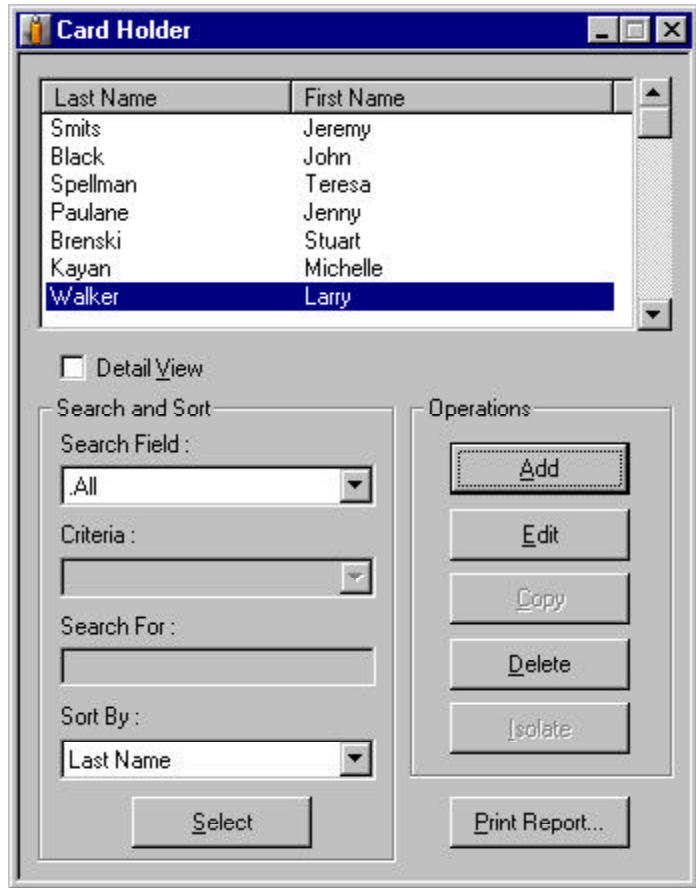 Card Holder
Last Name First Name
Smits Jeremy
Black John
Spellman Teresa
Paulane Jenny
Brenski Stuart
Kayan Michelle
Walker Larry
Detail View
Search and Sort
Search Field :
.All
Criteria :
Search For :
Sort By :
Last Name
Select
Operations
Add
Edit
Copy
Delete
Isolate
Print Report...